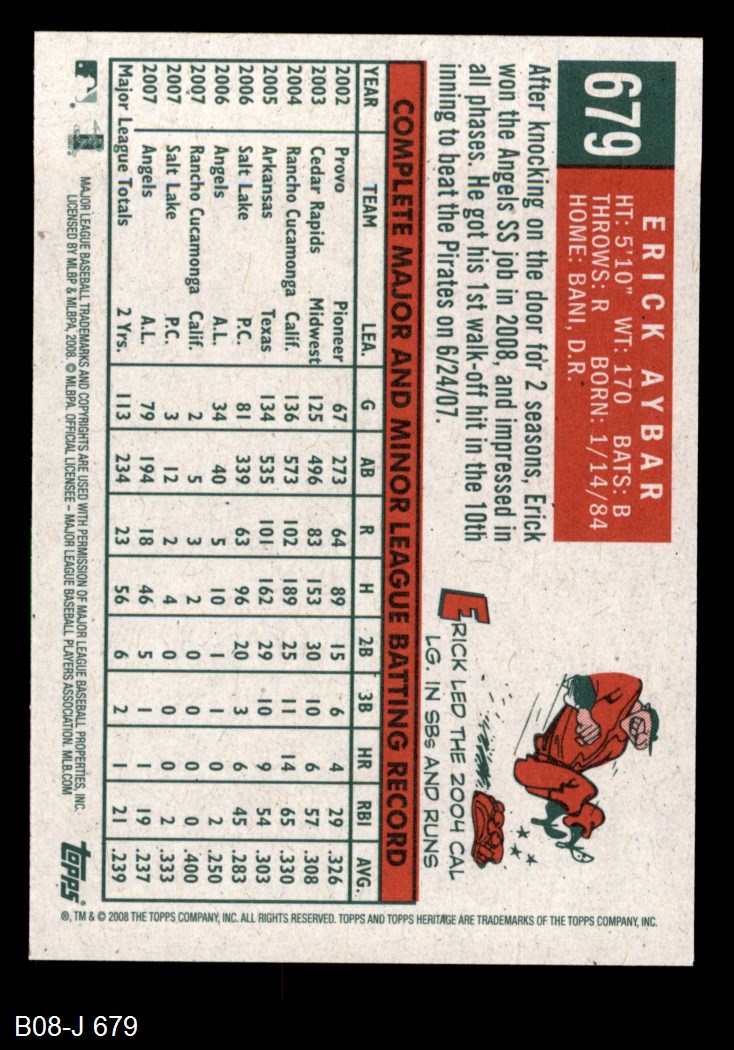 679
ERICK AYBAR
HT: 5'10" WT: 170 BATS: B
THROWS: R BORN: 1/14/84
HOME: BANI, D.R.
After knocking on the door for 2 seasons, Erick
won the Angels SS job in 2008, and impressed in
all phases. He got his 1st walk-off hit in the 10th
inning to beat the Pirates on 6/24/07.
ERICK LED THE 2004 CAL
LG. IN SBs AND RUNS
COMPLETE MAJOR AND MINOR LEAGUE BATTING RECORD
YEAR TEAM LEA. G AB R H 2B 3B HR RBI AVG.
2002 Provo Pioneer 67 273 64 89 15 6 4 29 .326
2003 Cedar Rapids Midwest 125 496 83 153 30 10 6 57 .308
2004 Rancho Cucamonga Calif. 136 573 102 189 25 11 14 65 .330
2005 Arkansas Texas 134 535 101 162 29 10 9 54 .303
2006 Salt Lake P.C. 81 339 63 96 20 3 6 45 .283
2006 Angels A.L. 34 40 5 10 1 1 0 2 .250
2007 Rancho Cucamonga Calif. 2 5 3 2 0 0 0 0 .400
2007 Salt Lake P.C. 3 12 2 4 0 0 0 2 .333
2007 Angels A.L. 79 194 18 46 5 1 1 19 .237
Major League Totals 2 Yrs. 113 234 23 56 6 2 1 21 .239
MAJOR LEAGUE BASEBALL TRADEMARKS AND COPYRIGHTS ARE USED WITH PERMISSION OF MAJOR LEAGUE BASEBALL PROPERTIES, INC.
LICENSED BY MLBP & MLBPA, 2008. © MLBPA. OFFICIAL LICENSEE – MAJOR LEAGUE BASEBALL PLAYERS ASSOCIATION. MLB.COM
topps
®, TM & © 2008 THE TOPPS COMPANY, INC. ALL RIGHTS RESERVED. TOPPS AND TOPPS HERITAGE ARE TRADEMARKS OF THE TOPPS COMPANY, INC.
B08-J 679